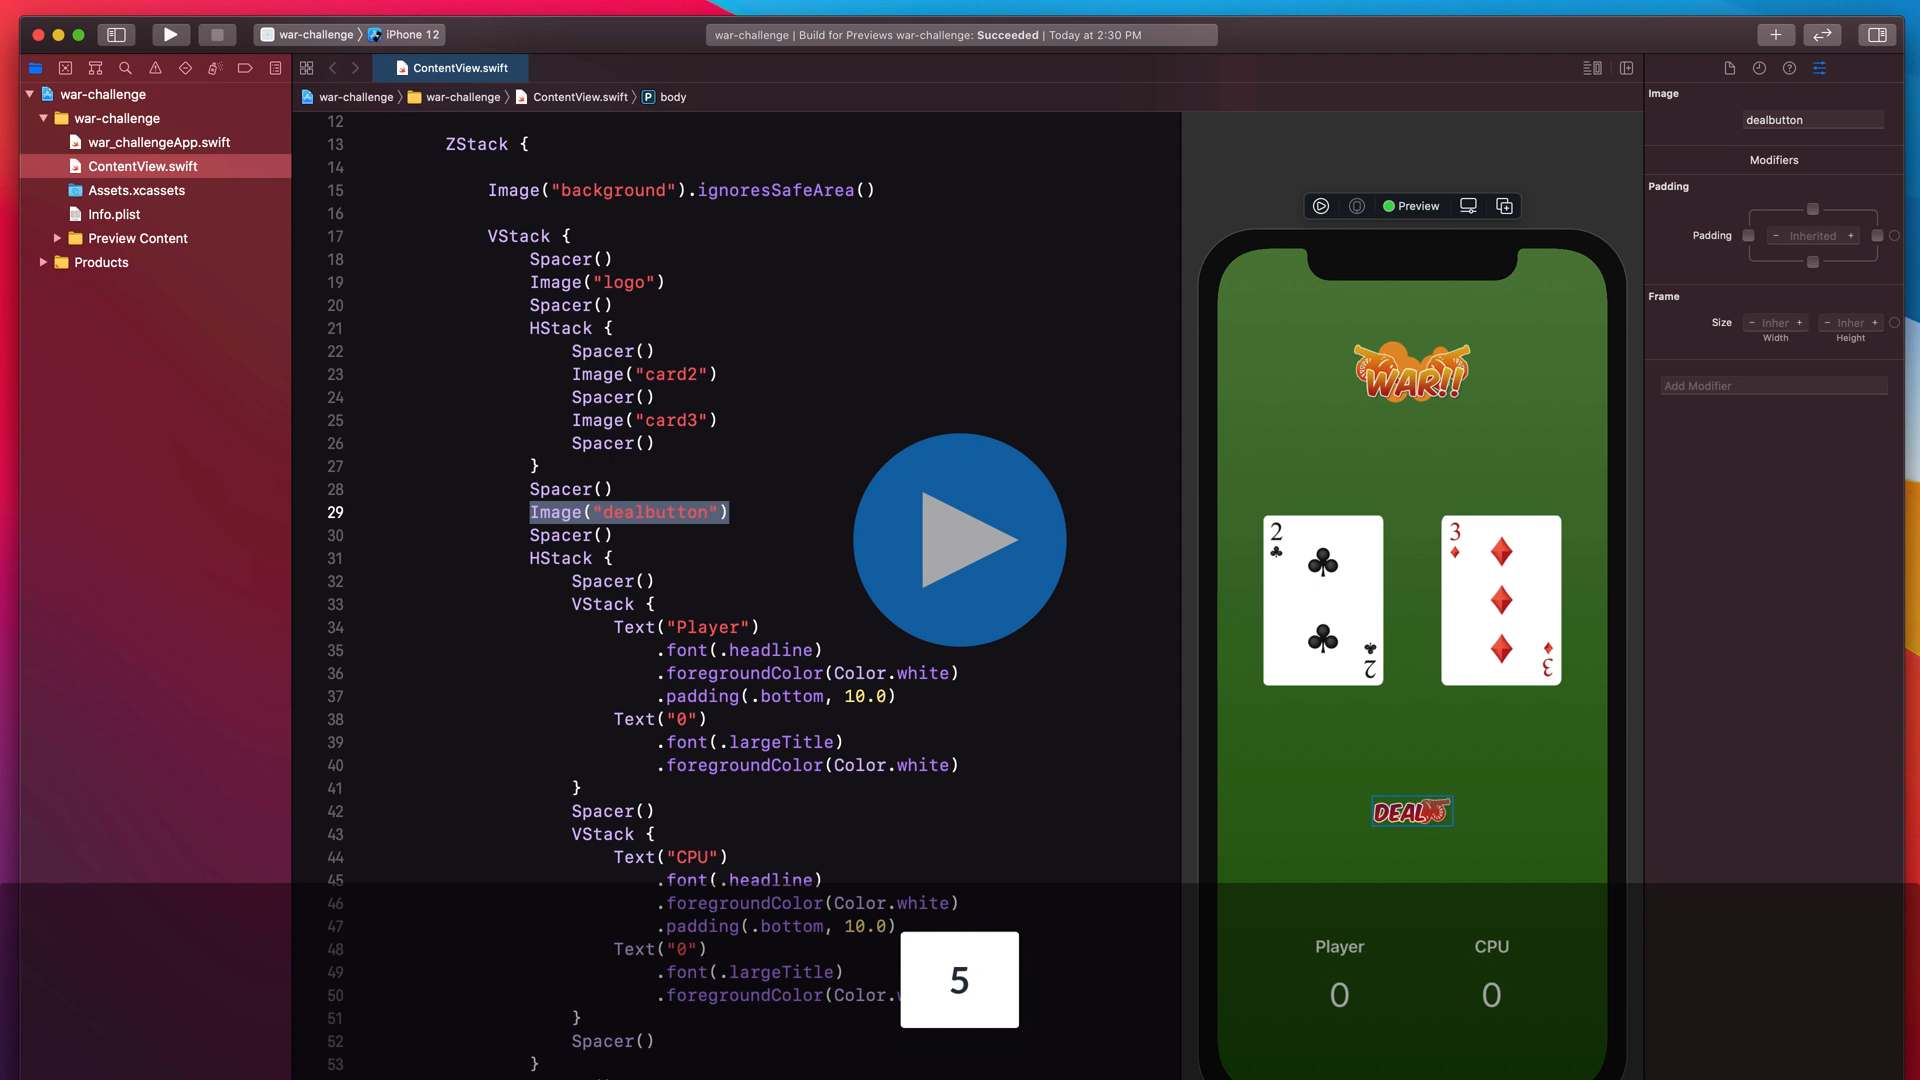 war-challenge 〉 iPhone 12
war-challenge | Build for Previews war-challenge: Succeeded | Today at 2:30 PM
ContentView.swift
war-challenge 〉 war-challenge 〉 ContentView.swift 〉 P body
war-challenge
war-challenge
war_challengeApp.swift
ContentView.swift
Assets.xcassets
Info.plist
Preview Content
Products
12
13 ZStack {
14
15 Image("background").ignoresSafeArea()
16
17 VStack {
18 Spacer()
19 Image("logo")
20 Spacer()
21 HStack {
22 Spacer()
23 Image("card2")
24 Spacer()
25 Image("card3")
26 Spacer()
27 }
28 Spacer()
29 Image("dealbutton")
30 Spacer()
31 HStack {
32 Spacer()
33 VStack {
34 Text("Player")
35 .font(.headline)
36 .foregroundColor(Color.white)
37 .padding(.bottom, 10.0)
38 Text("0")
39 .font(.largeTitle)
40 .foregroundColor(Color.white)
41 }
42 Spacer()
43 VStack {
44 Text("CPU")
45 .font(.headline)
46 .foregroundColor(Color.white)
47 .padding(.bottom, 10.0)
48 Text("0")
49 .font(.largeTitle)
50 .foregroundColor(Color.
51 }
52 Spacer()
53 }
5
Preview
WAR!!
2
2
3
3
DEAL
Player CPU
0 0
Image
dealbutton
Modifiers
Padding
Padding - Inherited +
Frame
Size - Inher + - Inher +
Width Height
Add Modifier